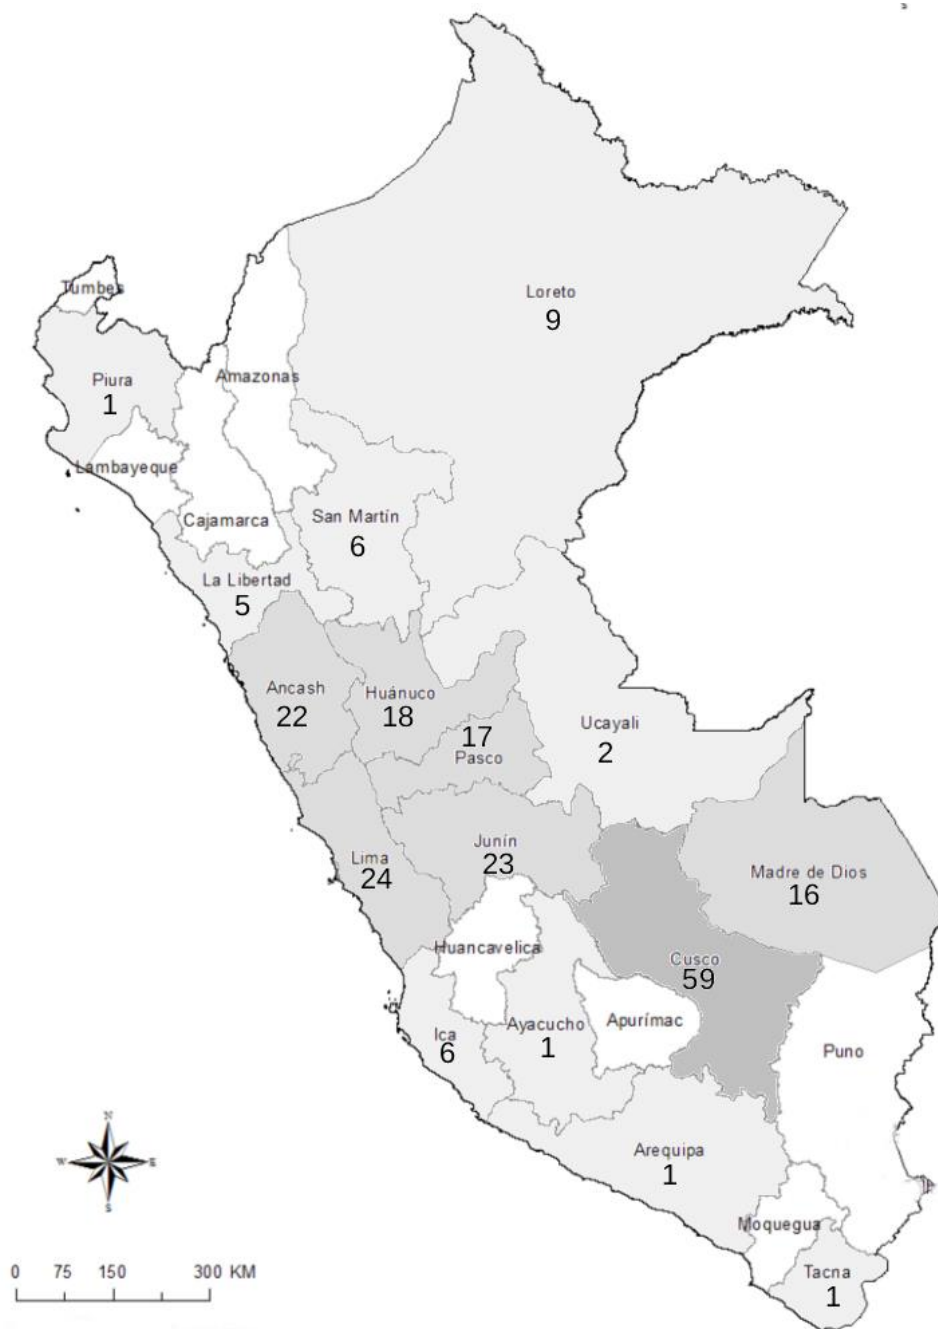 Loreto
9
Tumbes
Amazonas
Piura
1
Lambayeque
Cajamarca
San Martín
6
La Libertad
5
Ancash
22
Huánuco
18
17
Pasco
Ucayali
2
Junín
23
Lima
24
Madre de Dios
16
Huancavelica
Cusco
59
Ayacucho
1
Apurímac
Ica
6
Puno
Arequipa
1
Moquegua
Tacna
1
N
W E
S
0 75 150 300 KM